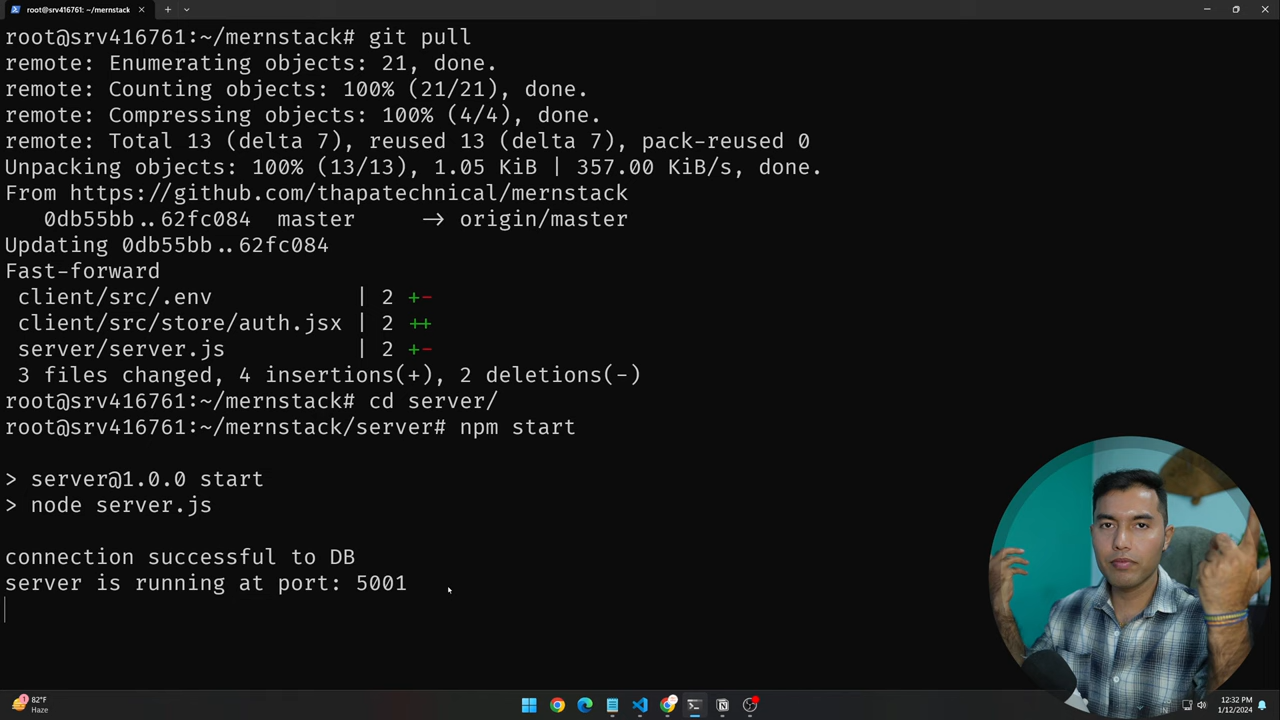 root@srv416761: ~/mernstack
root@srv416761:~/mernstack# git pull
remote: Enumerating objects: 21, done.
remote: Counting objects: 100% (21/21), done.
remote: Compressing objects: 100% (4/4), done.
remote: Total 13 (delta 7), reused 13 (delta 7), pack-reused 0
Unpacking objects: 100% (13/13), 1.05 KiB | 357.00 KiB/s, done.
From https://github.com/thapatechnical/mernstack
0db55bb..62fc084  master     -> origin/master
Updating 0db55bb..62fc084
Fast-forward
client/src/.env            | 2 +-
client/src/store/auth.jsx | 2 ++
server/server.js           | 2 +-
3 files changed, 4 insertions(+), 2 deletions(-)
root@srv416761:~/mernstack# cd server/
root@srv416761:~/mernstack/server# npm start
> server@1.0.0 start
> node server.js
connection successful to DB
server is running at port: 5001
82°F
Haze
12:32 PM
1/12/2024